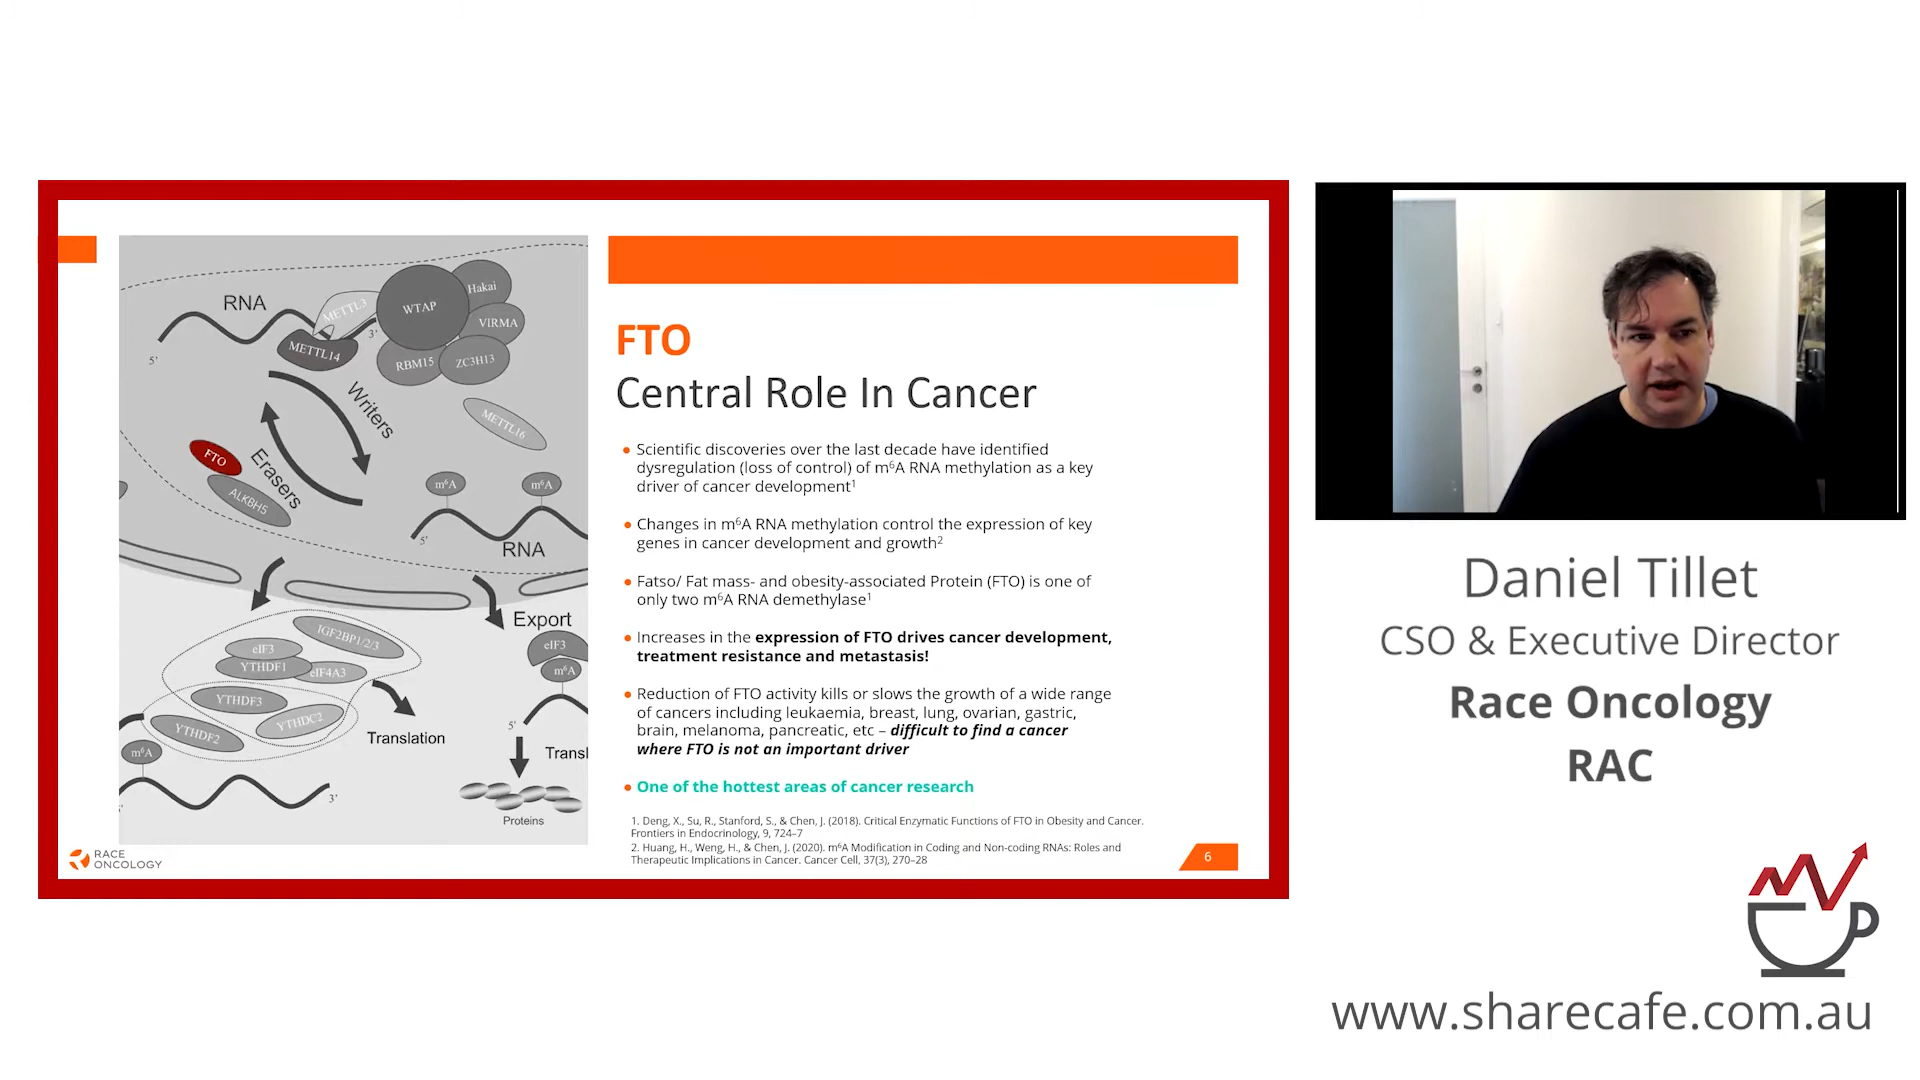 RNA
METTL3
WTAP
Hakai
VIRMA
3'
5'
METTL14
RBM15
ZC3H13
Writers
METTL16
FTO
Erasers
ALKBH5
m⁶A
m⁶A
5'
RNA
Export
IGF2BP1/2/3
eIF3
eIF3
YTHDF1
eIF4A3
m⁶A
YTHDF3
YTHDC2
5'
YTHDF2
Translation
m⁶A
Transl
3'
Proteins
RACE
ONCOLOGY
FTO
Central Role In Cancer
• Scientific discoveries over the last decade have identified
dysregulation (loss of control) of m⁶A RNA methylation as a key
driver of cancer development¹
• Changes in m⁶A RNA methylation control the expression of key
genes in cancer development and growth²
• Fatso/ Fat mass- and obesity-associated Protein (FTO) is one of
only two m⁶A RNA demethylase¹
• Increases in the expression of FTO drives cancer development,
treatment resistance and metastasis!
• Reduction of FTO activity kills or slows the growth of a wide range
of cancers including leukaemia, breast, lung, ovarian, gastric,
brain, melanoma, pancreatic, etc – difficult to find a cancer
where FTO is not an important driver
• One of the hottest areas of cancer research
1. Deng, X., Su, R., Stanford, S., & Chen, J. (2018). Critical Enzymatic Functions of FTO in Obesity and Cancer.
Frontiers in Endocrinology, 9, 724–7
2. Huang, H., Weng, H., & Chen, J. (2020). m⁶A Modification in Coding and Non-coding RNAs: Roles and
Therapeutic Implications in Cancer. Cancer Cell, 37(3), 270–28
6
Daniel Tillet
CSO & Executive Director
Race Oncology
RAC
www.sharecafe.com.au